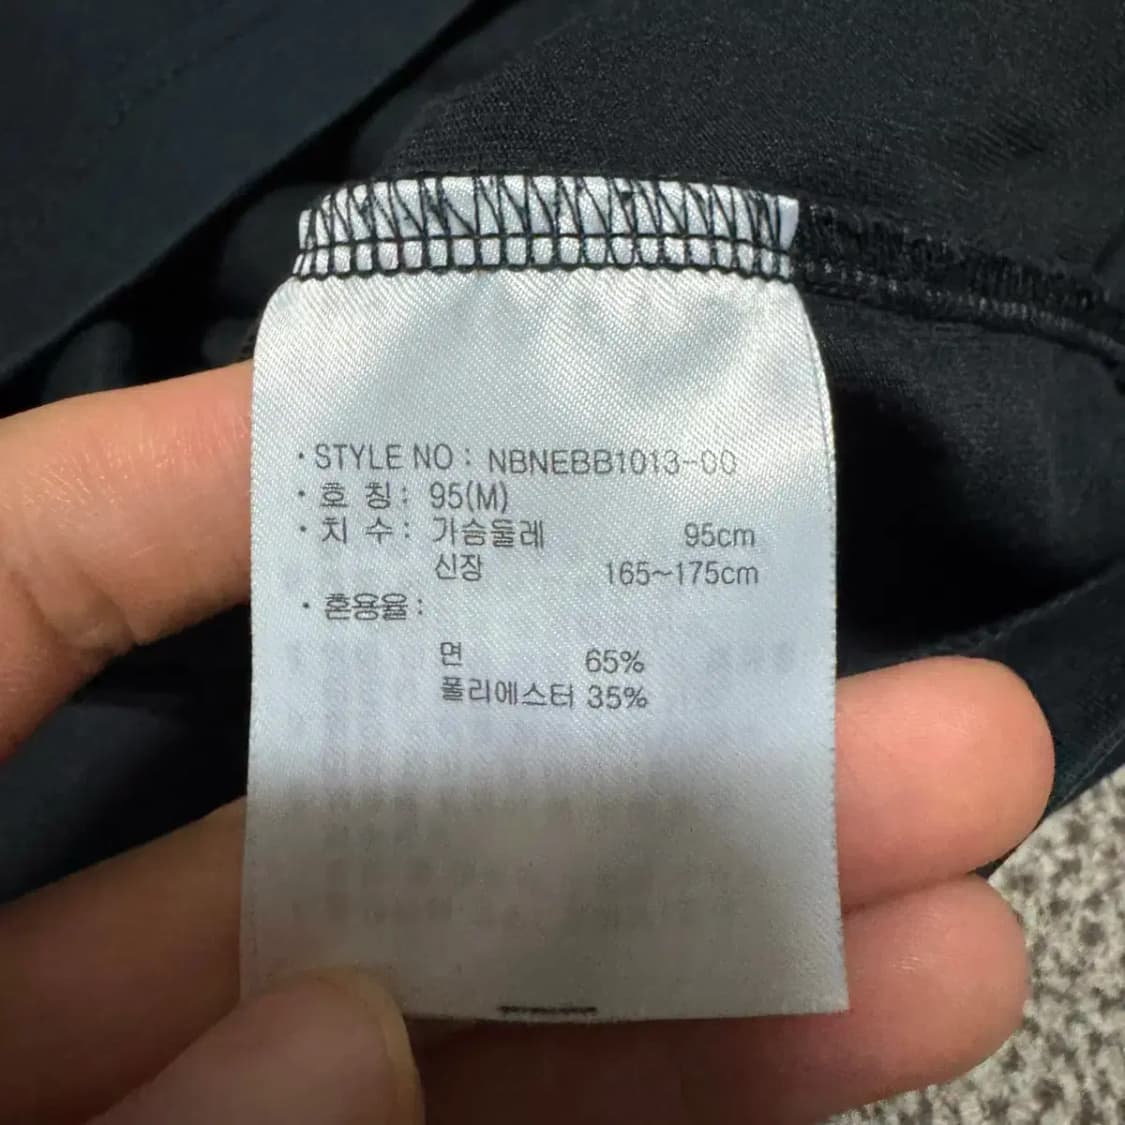 · STYLE NO : NBNEBB1013-00
· 호 칭 : 95(M)
· 치 수 : 가슴둘레 95cm
신장 165~175cm
· 혼용율 :
면 65%
폴리에스터 35%